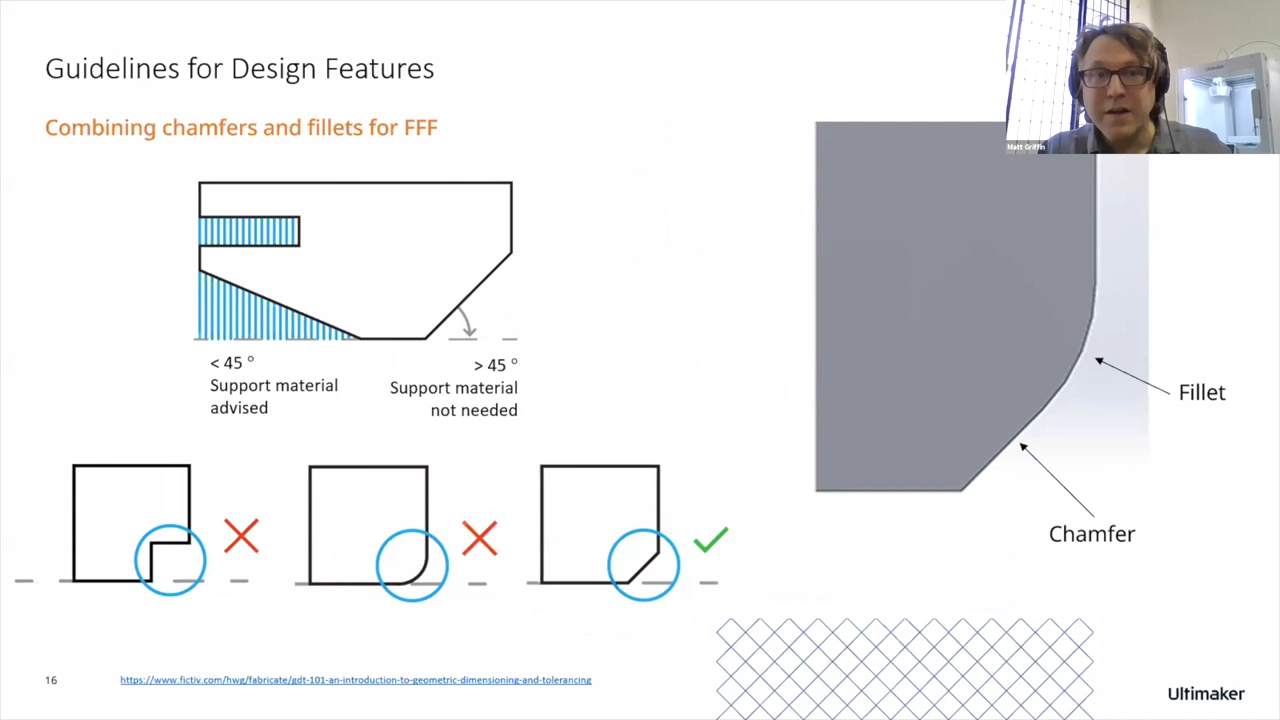 Guidelines for Design Features
Combining chamfers and fillets for FFF
Matt Griffin
< 45 °
Support material
advised
> 45 °
Support material
not needed
Fillet
Chamfer
16
https://www.fictiv.com/hwg/fabricate/gdt-101-an-introduction-to-geometric-dimensioning-and-tolerancing
Ultimaker